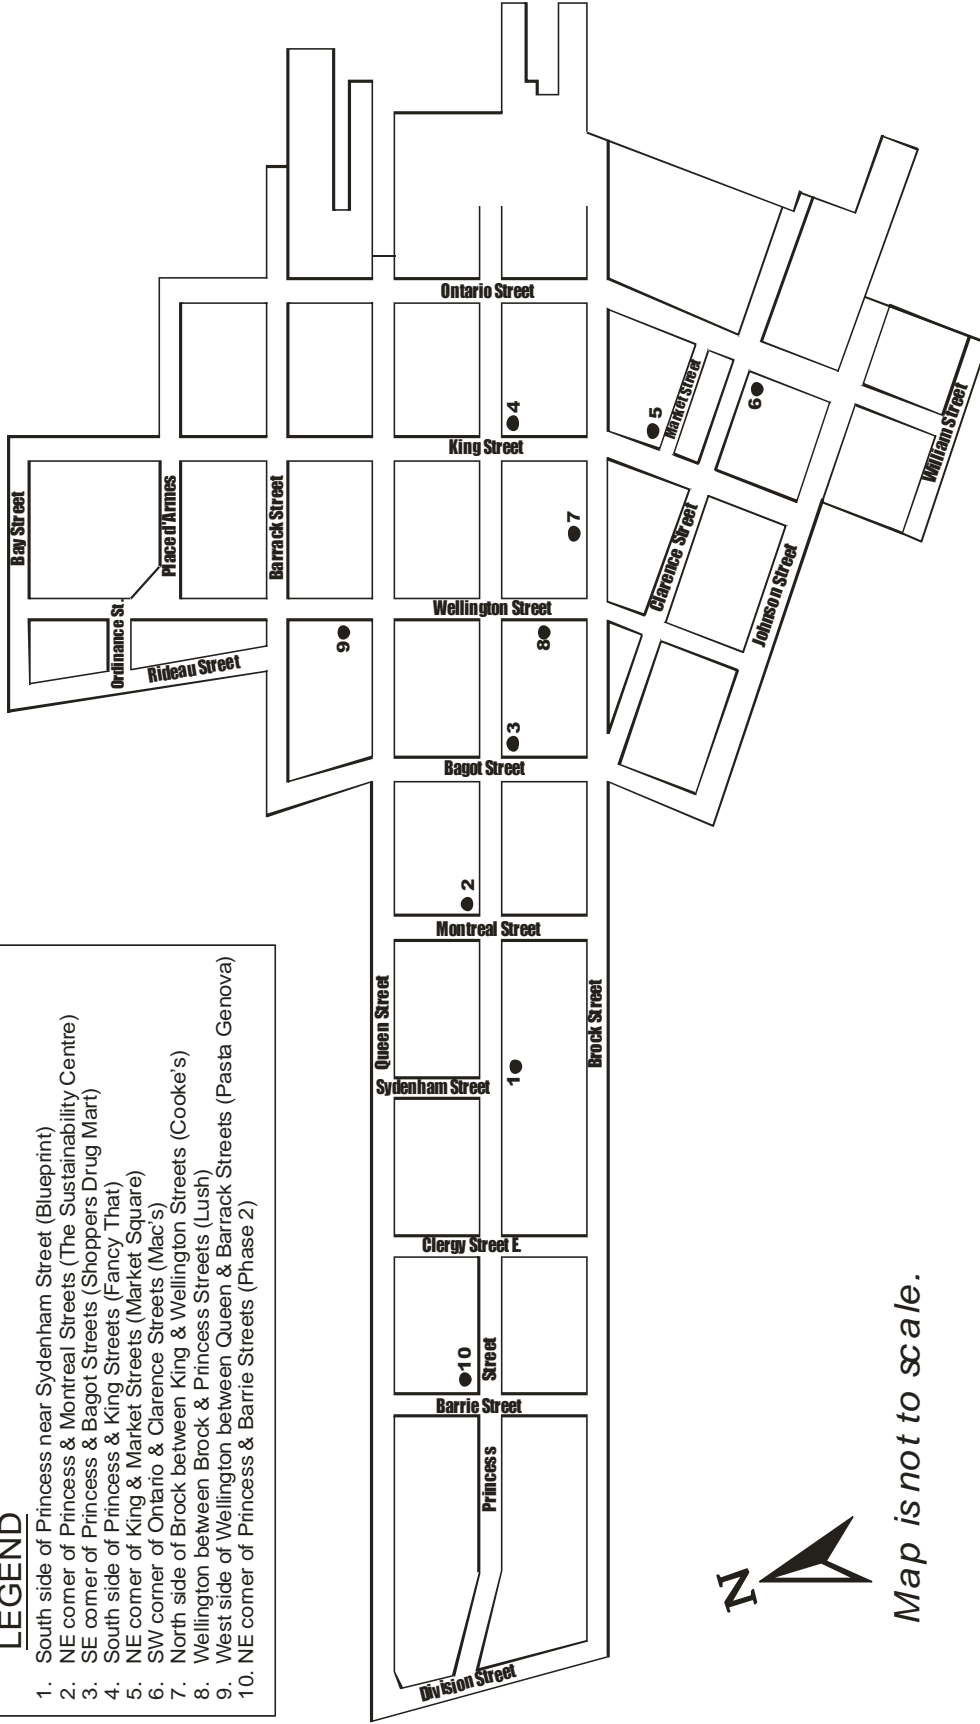 LEGEND
1. South side of Princess near Sydenham Street (Blueprint)
2. NE corner of Princess & Montreal Streets (The Sustainability Centre)
3. SE corner of Princess & Bagot Streets (Shoppers Drug Mart)
4. South side of Princess & King Streets (Fancy That)
5. NE corner of King & Market Streets (Market Square)
6. SW corner of Ontario & Clarence Streets (Mac's)
7. North side of Brock between King & Wellington Streets (Cooke's)
8. Wellington between Brock & Princess Streets (Lush)
9. West side of Wellington between Queen & Barrack Streets (Pasta Genova)
10. NE corner of Princess & Barrie Streets (Phase 2)
Bay Street
Ordinance St.
Place d'Armes
Rideau Street
Barrack Street
Queen Street
Ontario Street
King Street
Wellington Street
Bagot Street
Montreal Street
Sydenham Street
Clergy Street E.
Barrie Street
Division Street
Princess
Street
Brock Street
Market Street
Clarence Street
Johnson Street
William Street
1
2
3
4
5
6
7
8
9
10
N
Map is not to scale.